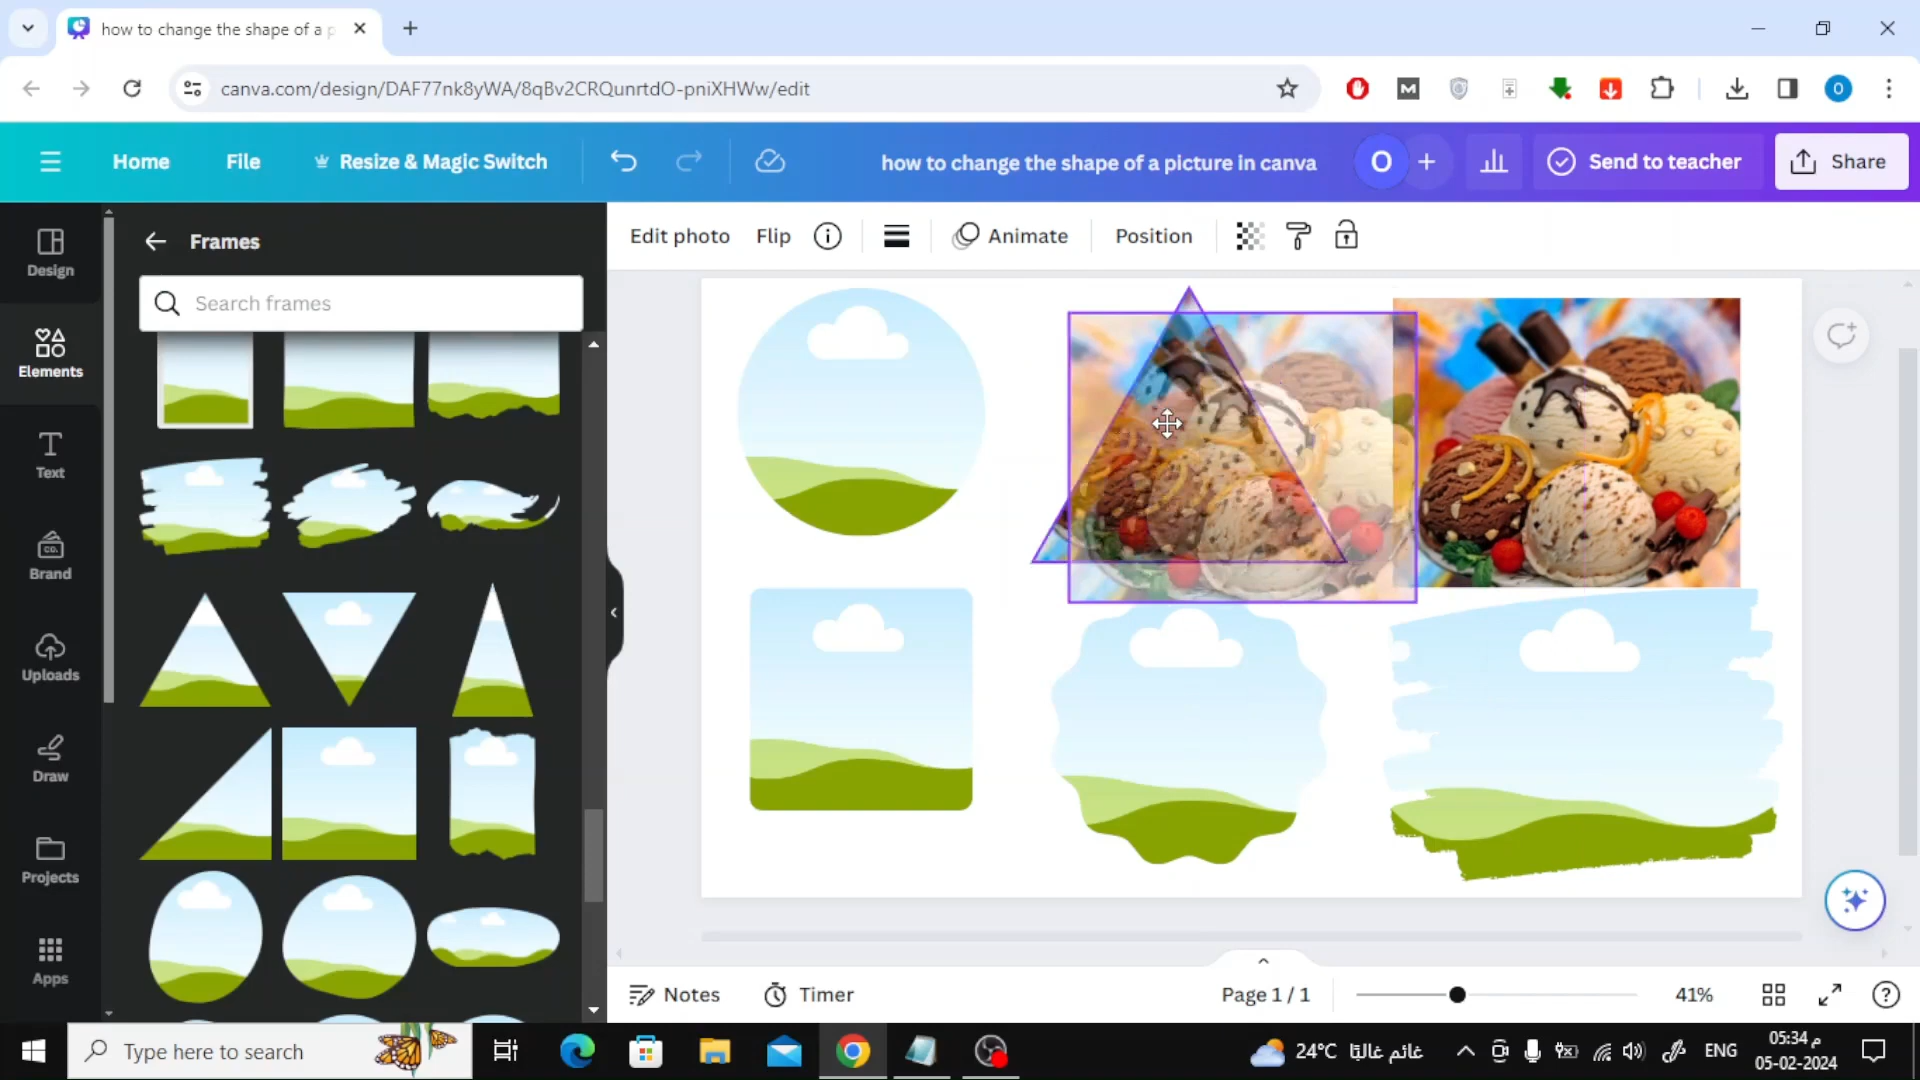 how to change the shape of a p
canva.com/design/DAF77nk8yWA/8qBv2CRQunrtdO-pniXHWw/edit
M
O
Home
File
Resize & Magic Switch
how to change the shape of a picture in canva
O
+
Send to teacher
Share
Design
Elements
Text
Brand
CO.
Uploads
Draw
Projects
Apps
Frames
Search frames
Edit photo
Flip
Animate
Position
Notes
Timer
Page 1 / 1
41%
Type here to search
24°C غائم غالبًا
ENG
05:34 م
05-02-2024